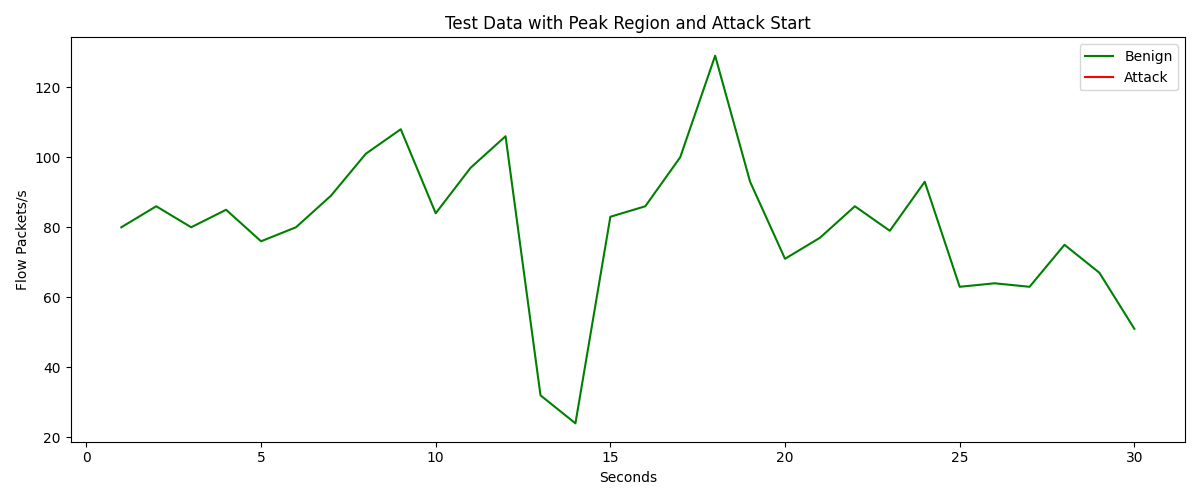 Test Data with Peak Region and Attack Start
Benign
Attack
120
100
80
60
40
20
Flow Packets/s
0 5 10 15 20 25 30
Seconds